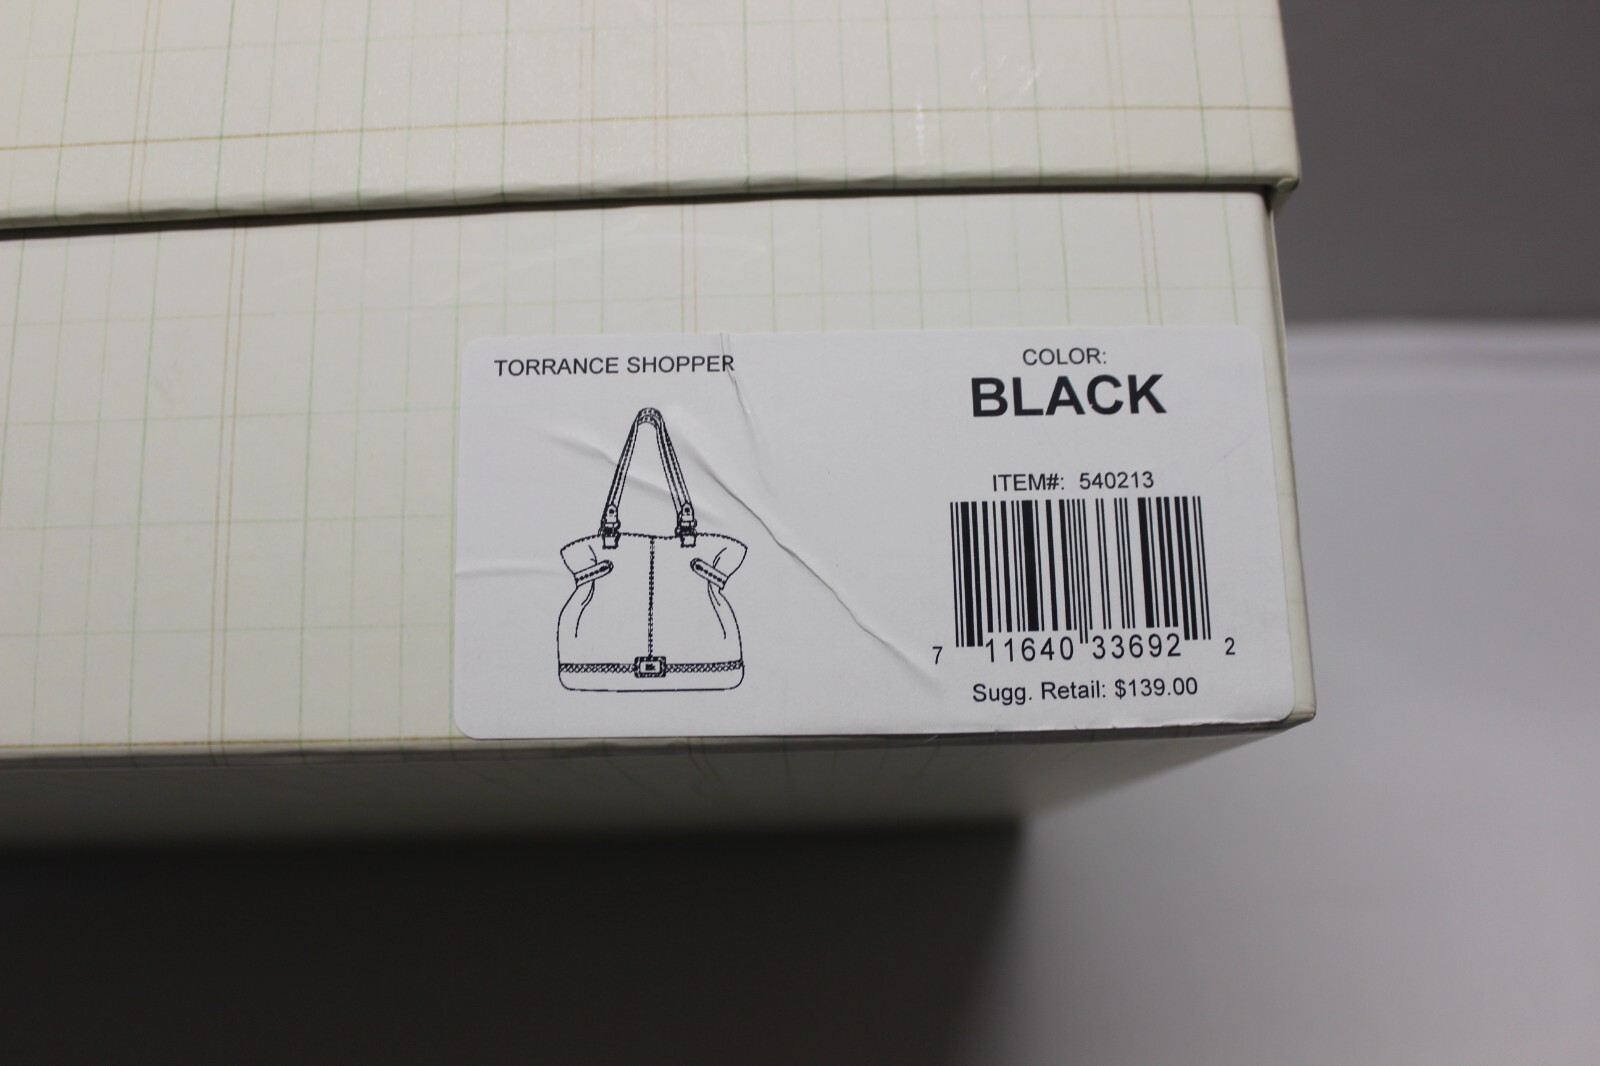 TORRANCE SHOPPER
COLOR:
BLACK
ITEM#: 540213
7 11640 33692 2
Sugg. Retail: $139.00